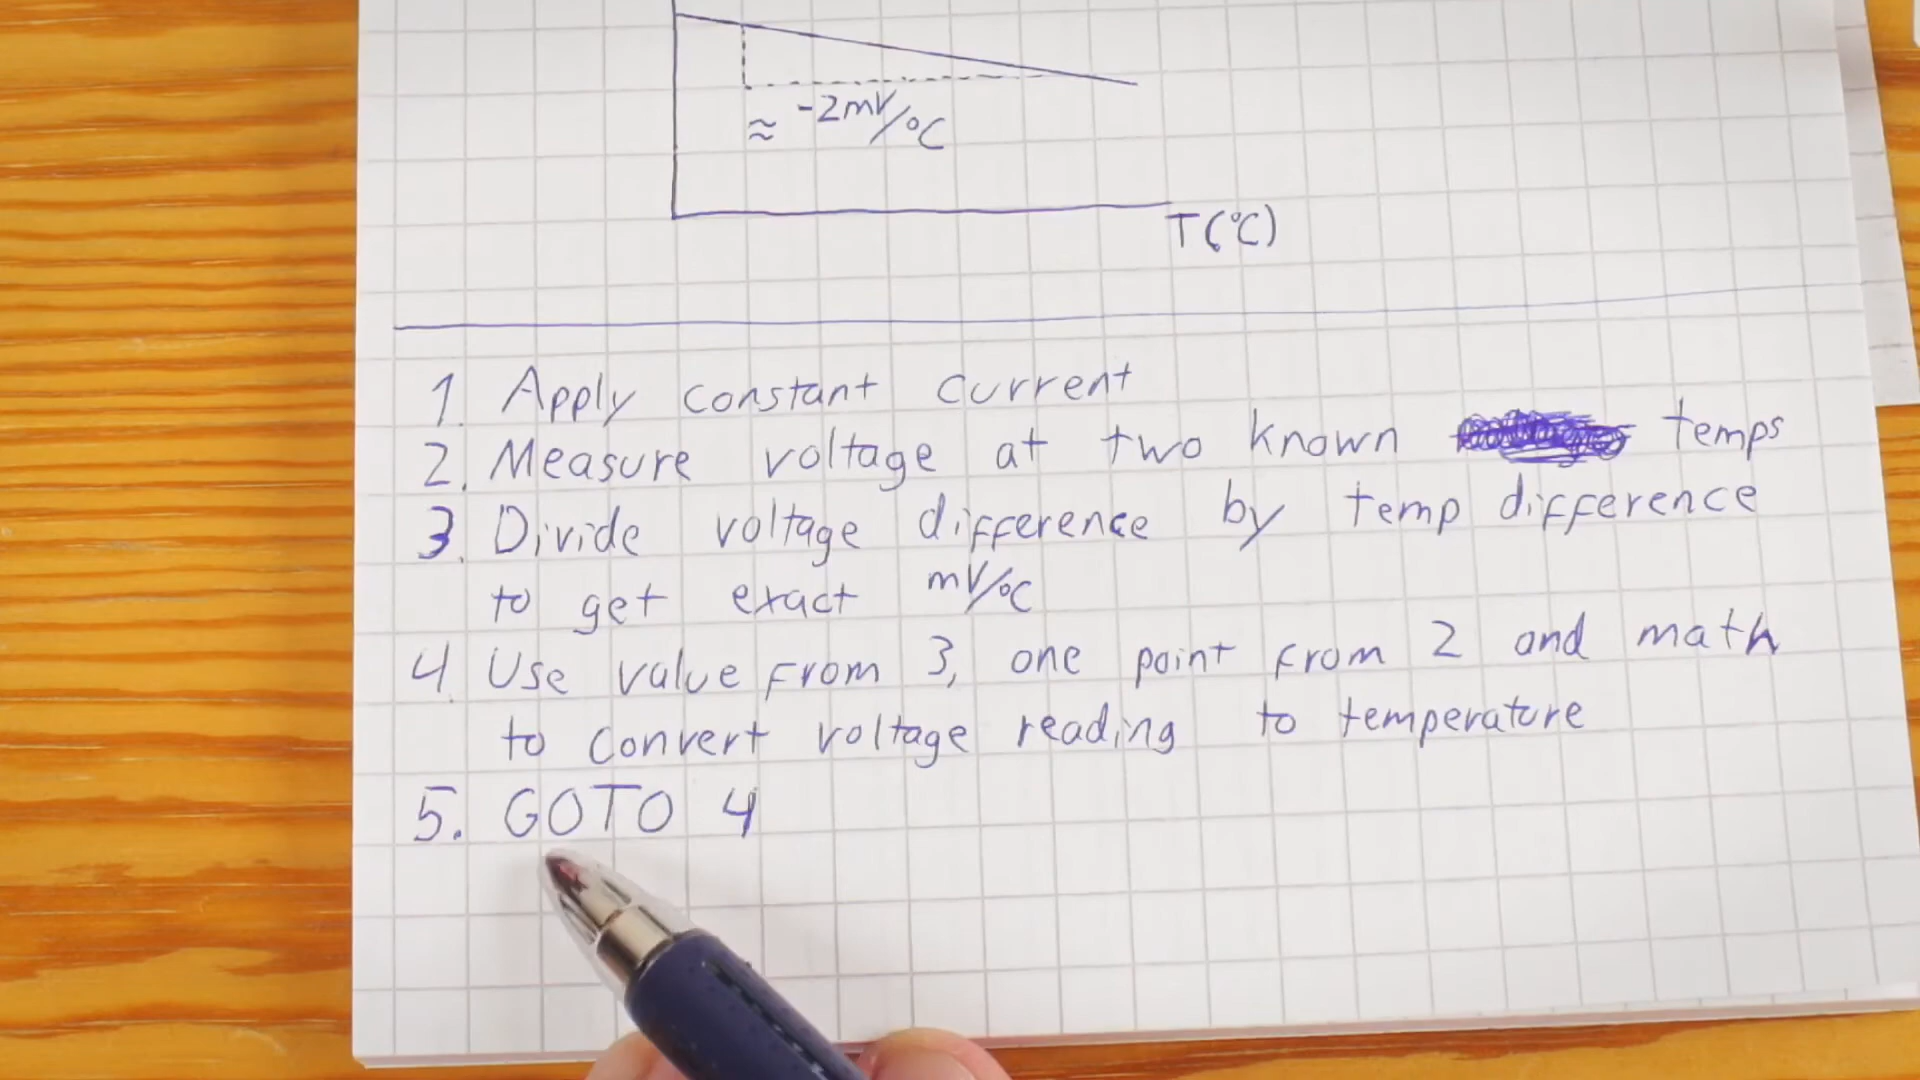 ≈ -2mV/°C
T(°C)
1. Apply constant current
2. Measure voltage at two known temps
3. Divide voltage difference by temp difference
to get exact mV/°C
4. Use value from 3, one point from 2 and math
to convert voltage reading to temperature
5. GOTO 4